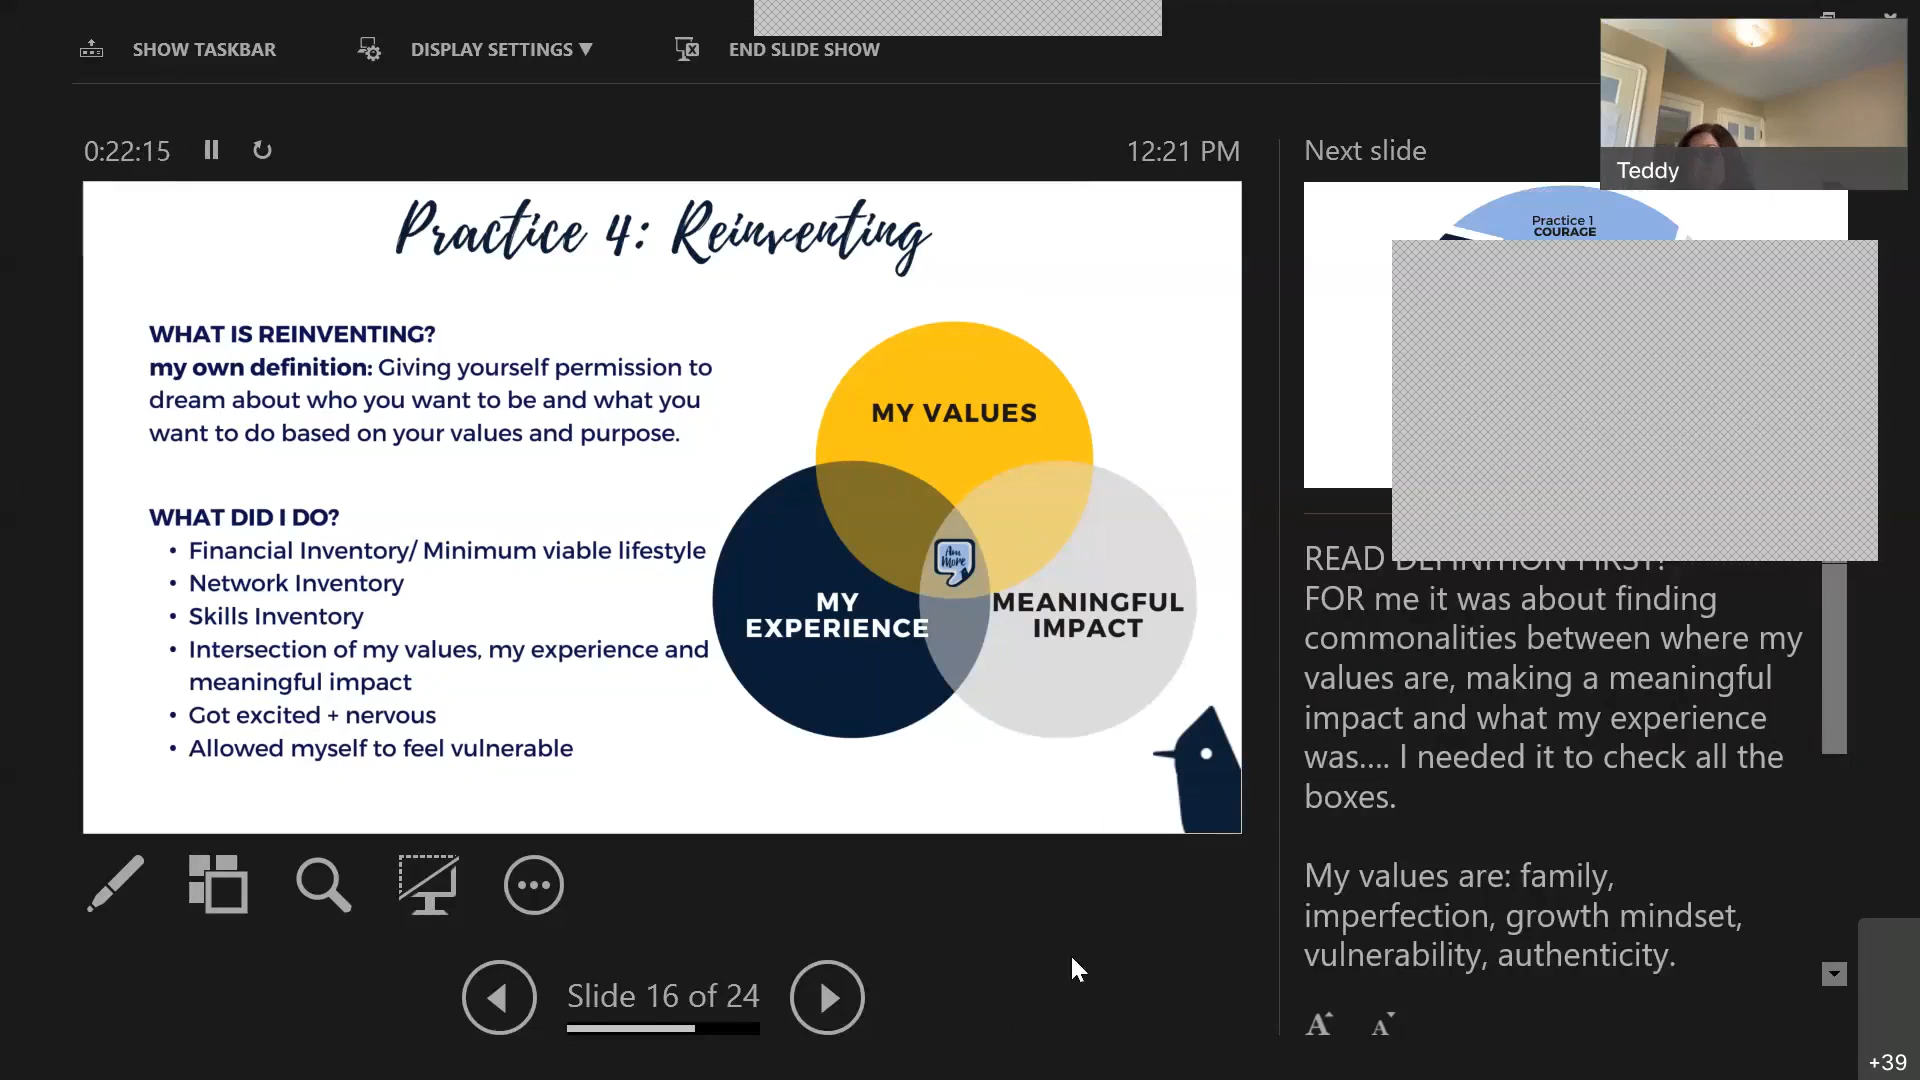 SHOW TASKBAR
DISPLAY SETTINGS ▼
END SLIDE SHOW
0:22:15
12:21 PM
Next slide
Teddy
Practice 4: Reinventing
WHAT IS REINVENTING?
my own definition: Giving yourself permission to
dream about who you want to be and what you
want to do based on your values and purpose.
WHAT DID I DO?
• Financial Inventory/ Minimum viable lifestyle
• Network Inventory
• Skills Inventory
• Intersection of my values, my experience and
meaningful impact
• Got excited + nervous
• Allowed myself to feel vulnerable
MY VALUES
Am
More
MY
EXPERIENCE
MEANINGFUL
IMPACT
Practice 1
COURAGE
READ DEFINITION FIRST!
FOR me it was about finding
commonalities between where my
values are, making a meaningful
impact and what my experience
was.... I needed it to check all the
boxes.
My values are: family,
imperfection, growth mindset,
vulnerability, authenticity.
Slide 16 of 24
A A
+39